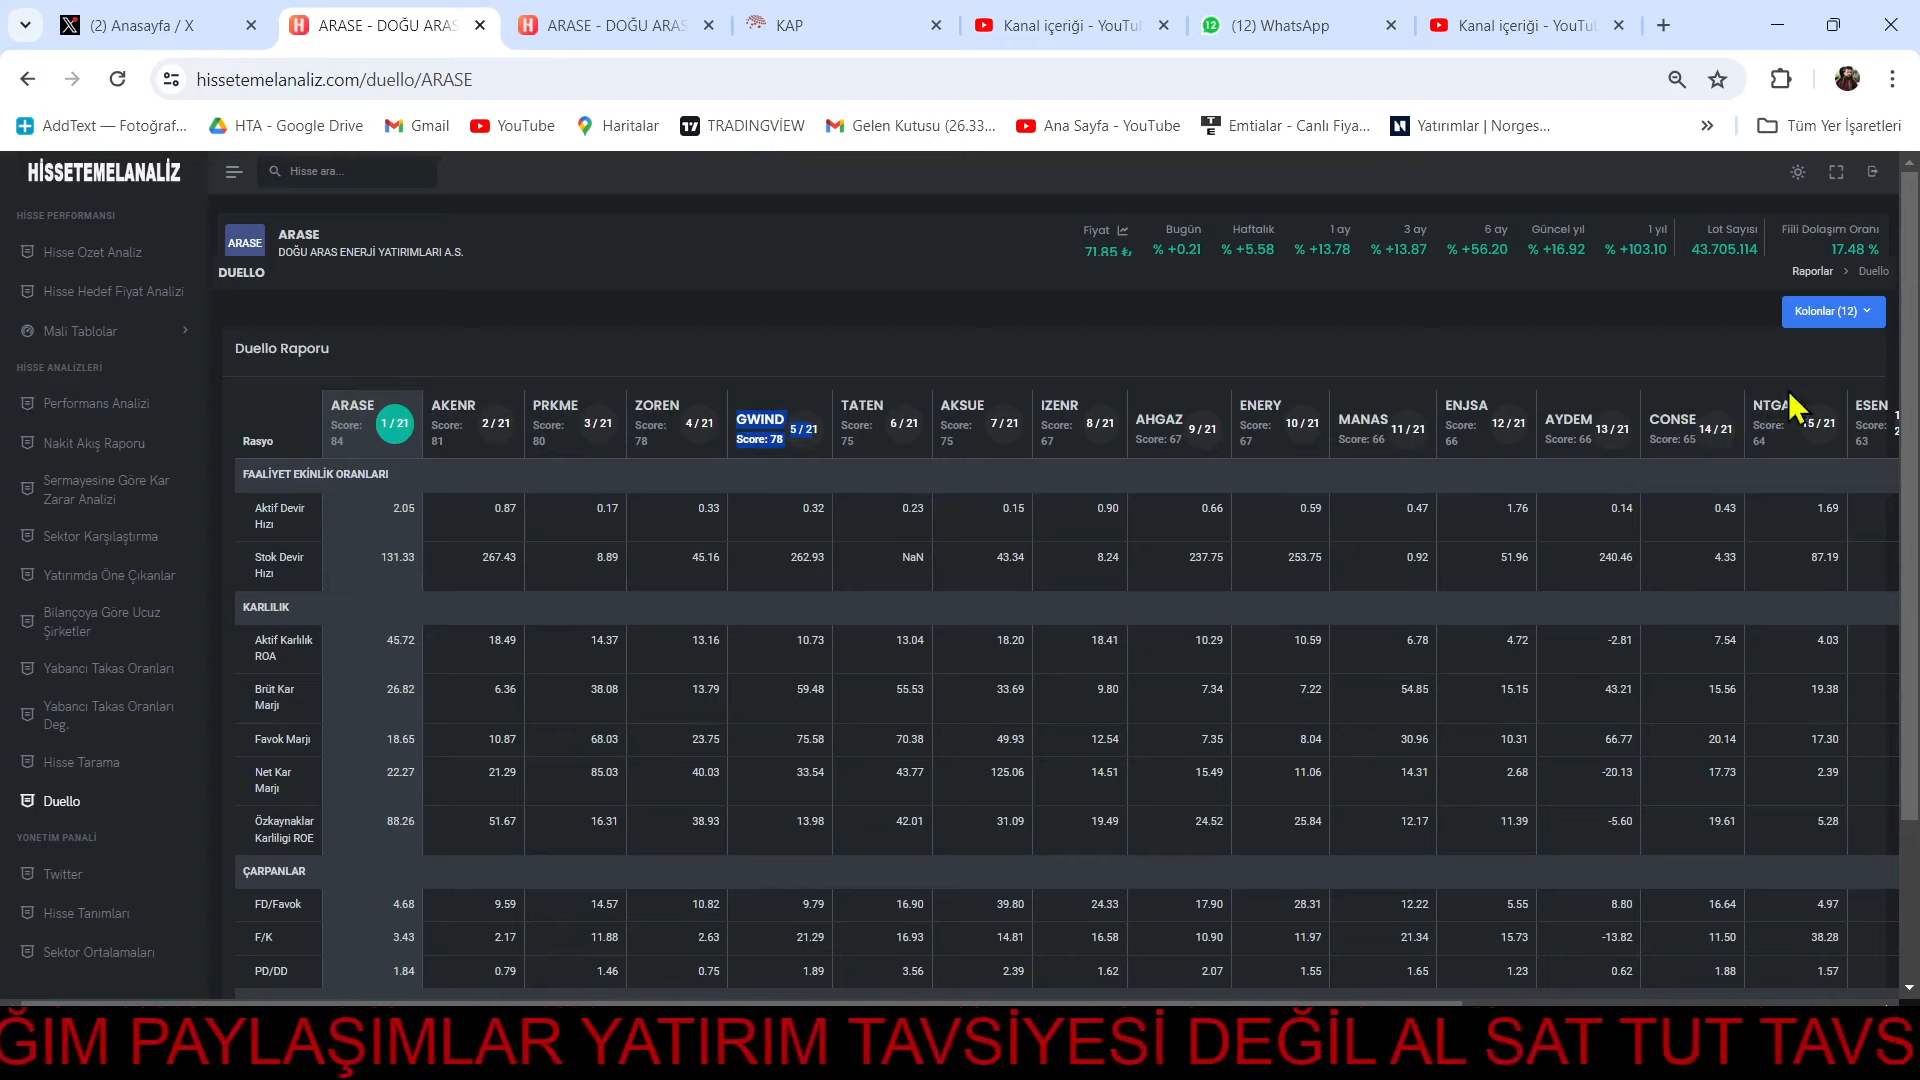 (2) Anasayfa / X
ARASE - DOĞU ARAS
ARASE - DOĞU ARAS
KAP
Kanal içeriği - YouTu
(12) WhatsApp
Kanal içeriği - YouTu
hissetemelanaliz.com/duello/ARASE
AddText — Fotoğraf...
HTA - Google Drive
Gmail
YouTube
Haritalar
TRADINGVİEW
Gelen Kutusu (26.33...
Ana Sayfa - YouTube
Emtialar - Canlı Fiya...
Yatırımlar | Norges...
Tüm Yer İşaretleri
HİSSETEMELANALİZ
Hisse ara...
HİSSE PERFORMANSI
Hisse Ozet Analiz
Hisse Hedef Fiyat Analizi
Mali Tablolar
HİSSE ANALİZLERİ
Performans Analizi
Nakit Akış Raporu
Sermayesine Göre Kar
Zarar Analizi
Sektor Karşılaştırma
Yatırımda Öne Çıkanlar
Bilançoya Göre Ucuz
Şirketler
Yabancı Takas Oranları
Yabancı Takas Oranları
Deg.
Hisse Tarama
Duello
YONETİM PANALİ
Twitter
Hisse Tanımları
Sektor Ortalamaları
ARASE
ARASE
DOĞU ARAS ENERJİ YATIRIMLARI A.S.
Fiyat Bugün Haftalık 1 ay 3 ay 6 ay Güncel yıl 1 yıl Lot Sayısı Fiili Dolaşım Oranı
71.85 ₺ % +0.21 % +5.58 % +13.78 % +13.87 % +56.20 % +16.92 % +103.10 43.705.114 17.48 %
DUELLO
Raporlar > Duello
Kolonlar (12)
Duello Raporu
Rasyo
ARASE Score: 84 1 / 21
AKENR Score: 81 2 / 21
PRKME Score: 80 3 / 21
ZOREN Score: 78 4 / 21
GWIND Score: 78 5 / 21
TATEN Score: 75 6 / 21
AKSUE Score: 75 7 / 21
IZENR Score: 67 8 / 21
AHGAZ Score: 67 9 / 21
ENERY Score: 67 10 / 21
MANAS Score: 66 11 / 21
ENJSA Score: 66 12 / 21
AYDEM Score: 66 13 / 21
CONSE Score: 65 14 / 21
NTGA Score: 64 5 / 21
ESEN Score: 63
FAALİYET EKİNLİK ORANLARI
Aktif Devir Hızı 2.05 0.87 0.17 0.33 0.32 0.23 0.15 0.90 0.66 0.59 0.47 1.76 0.14 0.43 1.69
Stok Devir Hızı 131.33 267.43 8.89 45.16 262.93 NaN 43.34 8.24 237.75 253.75 0.92 51.96 240.46 4.33 87.19
KARLILIK
Aktif Karlılık ROA 45.72 18.49 14.37 13.16 10.73 13.04 18.20 18.41 10.29 10.59 6.78 4.72 -2.81 7.54 4.03
Brüt Kar Marjı 26.82 6.36 38.08 13.79 59.48 55.53 33.69 9.80 7.34 7.22 54.85 15.15 43.21 15.56 19.38
Favok Marjı 18.65 10.87 68.03 23.75 75.58 70.38 49.93 12.54 7.35 8.04 30.96 10.31 66.77 20.14 17.30
Net Kar Marjı 22.27 21.29 85.03 40.03 33.54 43.77 125.06 14.51 15.49 11.06 14.31 2.68 -20.13 17.73 2.39
Özkaynaklar Karliligi ROE 88.26 51.67 16.31 38.93 13.98 42.01 31.09 19.49 24.52 25.84 12.17 11.39 -5.60 19.61 5.28
ÇARPANLAR
FD/Favok 4.68 9.59 14.57 10.82 9.79 16.90 39.80 24.33 17.90 28.31 12.22 5.55 8.80 16.64 4.97
F/K 3.43 2.17 11.88 2.63 21.29 16.93 14.81 16.58 10.90 11.97 21.34 15.73 -13.82 11.50 38.28
PD/DD 1.84 0.79 1.46 0.75 1.89 3.56 2.39 1.62 2.07 1.55 1.65 1.23 0.62 1.88 1.57
ĞIM PAYLAŞIMLAR YATIRIM TAVSİYESİ DEĞİL AL SAT TUT TAVS